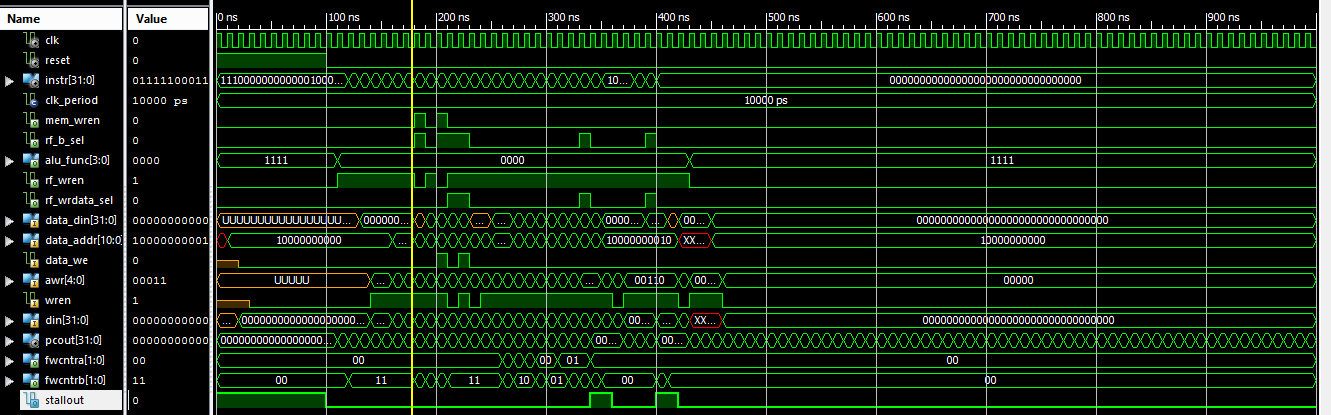 Name Value 0 ns 100 ns 200 ns 300 ns 400 ns 500 ns 600 ns 700 ns 800 ns 900 ns
clk 0
reset 0
instr[31:0] 01111100011 10... 00000000000000000000000000000000
clk_period 10000 ps 10000 ps
mem_wren 0
rf_b_sel 0
alu_func[3:0] 0000 1111 0000 1111
rf_wren 1
rf_wrdata_sel 0
data_din[31:0] 00000000000 000000... ... ... 0000... ... 00... 00000000000000000000000000000000
data_addr[10:0] 10000000001 10000000000 ... ... 10000000010 XX... 10000000000
data_we 0
awr[4:0] 00011 UUUUU ... ... ... 00110 00... 00000
wren 1
din[31:0] 00000000000 ... ... 00... ... XX... 00000000000000000000000000000000
pcout[31:0] 00000000000 00... 00...
fwcntra[1:0] 00 00 00 01 00
fwcntrb[1:0] 11 00 11 11 10 01 00 00
stallout 0